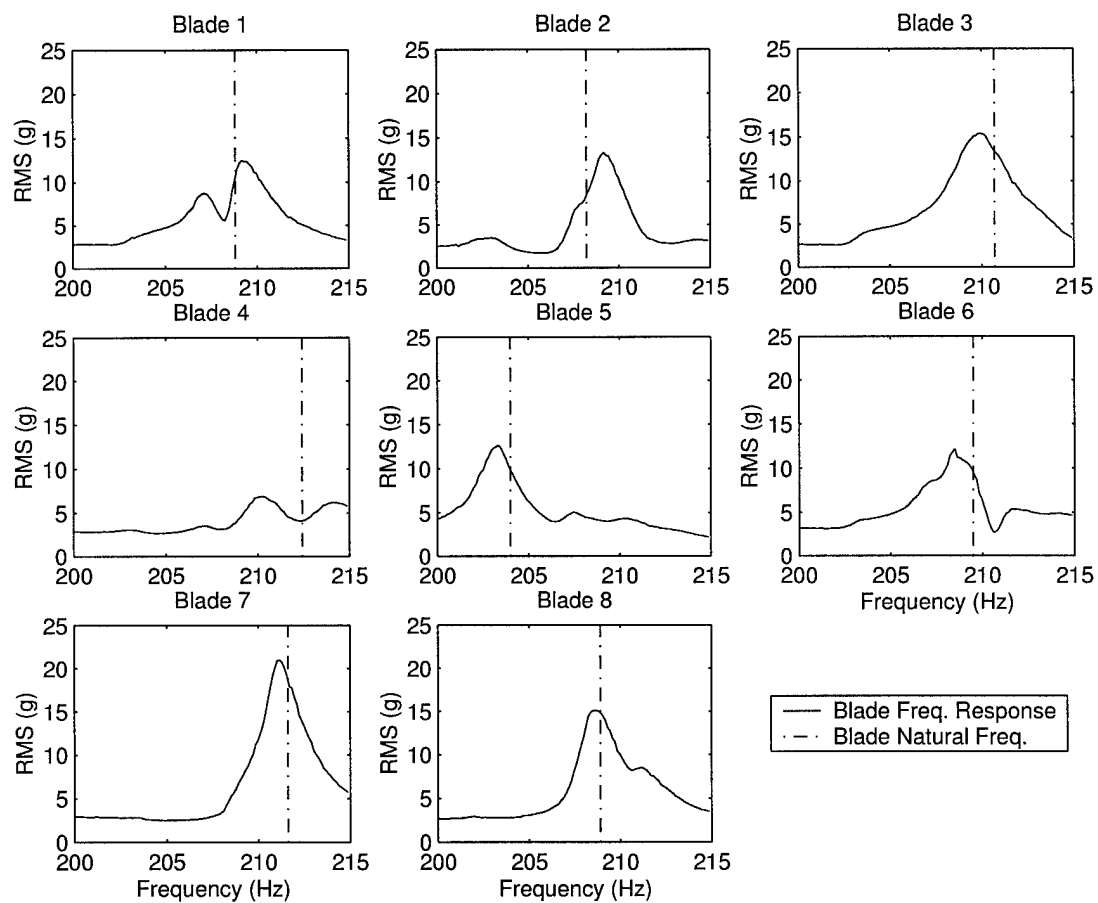 Blade 1
Blade 2
Blade 3
25
20
15
10
5
0
RMS (g)
200 205 210 215
25
20
15
10
5
0
RMS (g)
200 205 210 215
25
20
15
10
5
0
RMS (g)
200 205 210 215
Blade 4
Blade 5
Blade 6
25
20
15
10
5
0
RMS (g)
200 205 210 215
25
20
15
10
5
0
RMS (g)
200 205 210 215
25
20
15
10
5
0
RMS (g)
200 205 210 215
Frequency (Hz)
Blade 7
Blade 8
25
20
15
10
5
0
RMS (g)
200 205 210 215
Frequency (Hz)
25
20
15
10
5
0
RMS (g)
200 205 210 215
Frequency (Hz)
Blade Freq. Response
Blade Natural Freq.